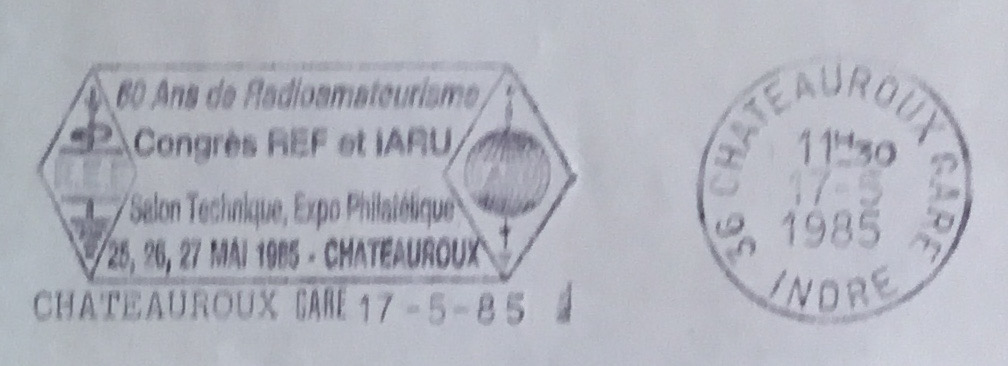 60 Ans de Radioamateurisme
Congrès REF et IARU
Salon Technique, Expo Philatélique
25, 26, 27 MAI 1985 - CHATEAUROUX
CHATEAUROUX GARE 17-5-85
36 CHATEAUROUX GARE
11H30
17-5
1985
INDRE